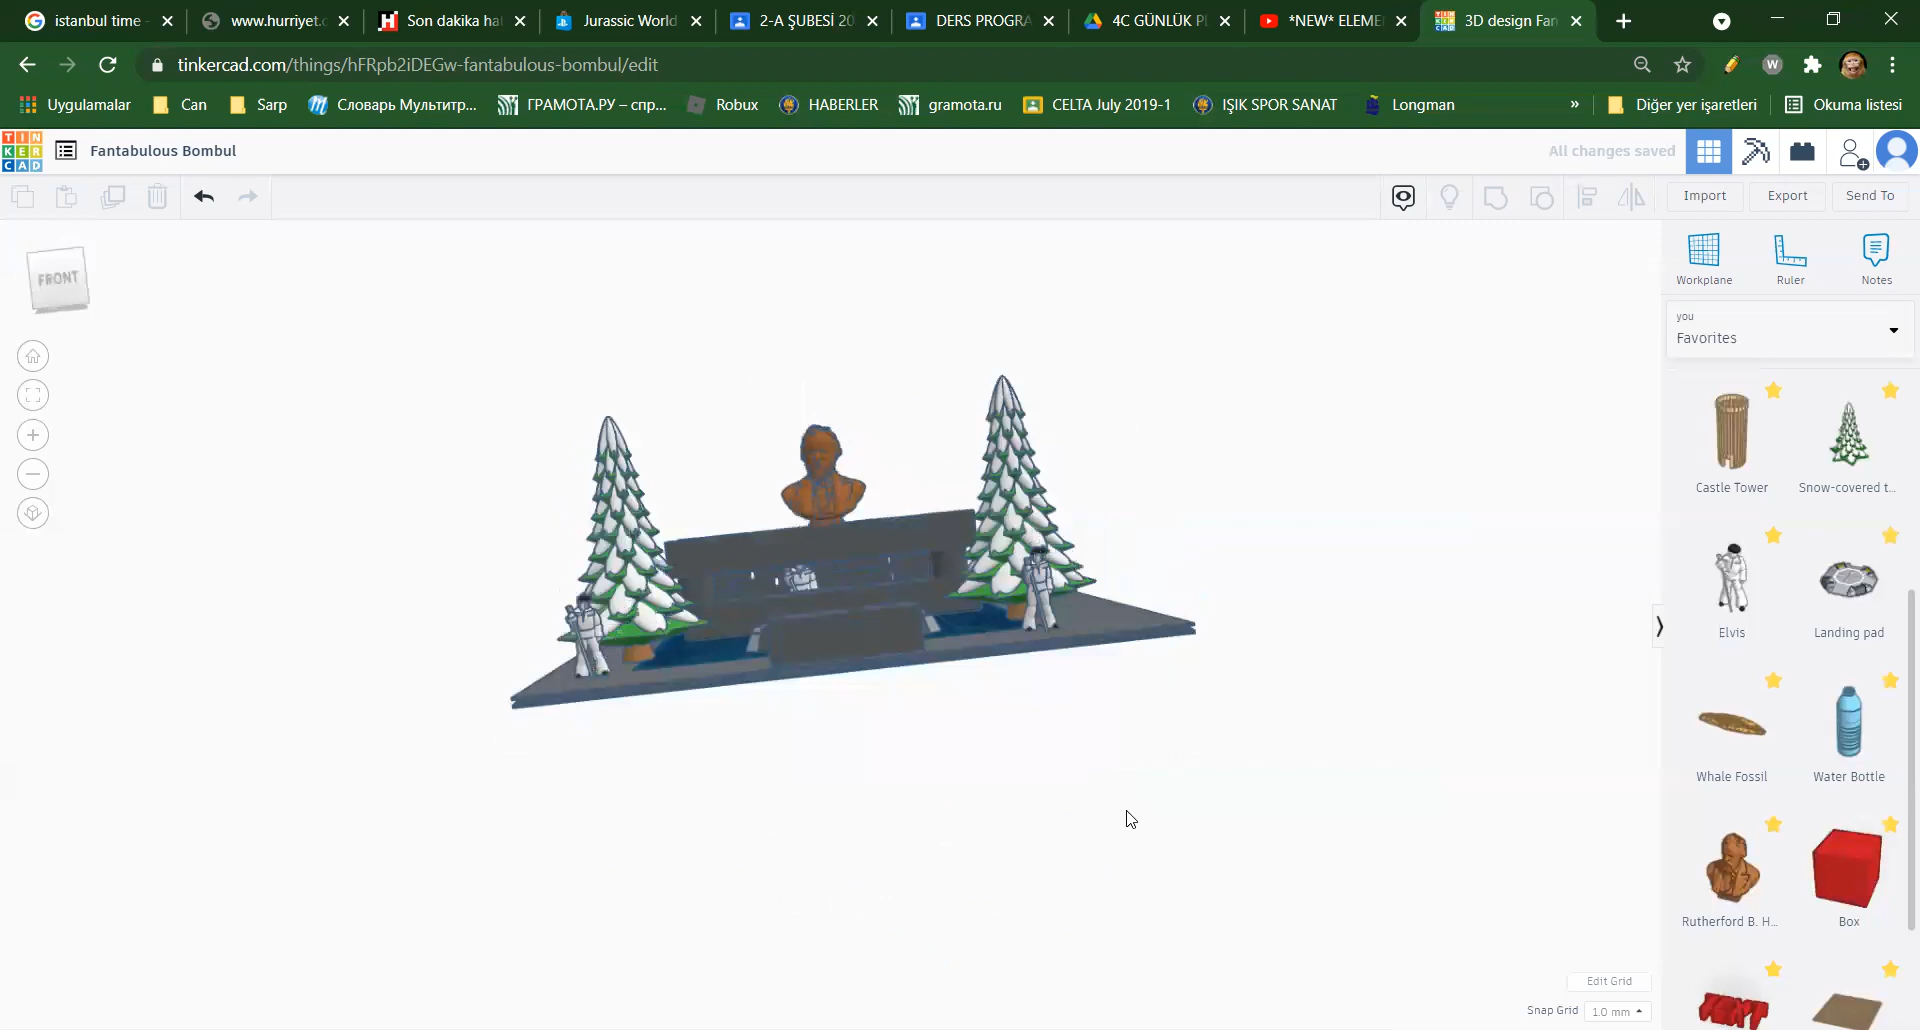 istanbul time -
www.hurriyet.c
Son dakika ha
Jurassic World
2-A ŞUBESİ 20
DERS PROGRA
4C GÜNLÜK P
*NEW* ELEME
3D design Fan
tinkercad.com/things/hFRpb2iDEGw-fantabulous-bombul/edit
W
Uygulamalar
Can
Sarp
Словарь Мультитр...
ГРАМОТА.РУ – спр...
Robux
HABERLER
gramota.ru
CELTA July 2019-1
IŞIK SPOR SANAT
Longman
»
Diğer yer işaretleri
Okuma listesi
TIN
KER
CAD
Fantabulous Bombul
All changes saved
Import
Export
Send To
FRONT
Workplane
Ruler
Notes
you
Favorites
Castle Tower
Snow-covered t...
Elvis
Landing pad
Whale Fossil
Water Bottle
Rutherford B. H...
Box
TEXT
Edit Grid
Snap Grid
1.0 mm